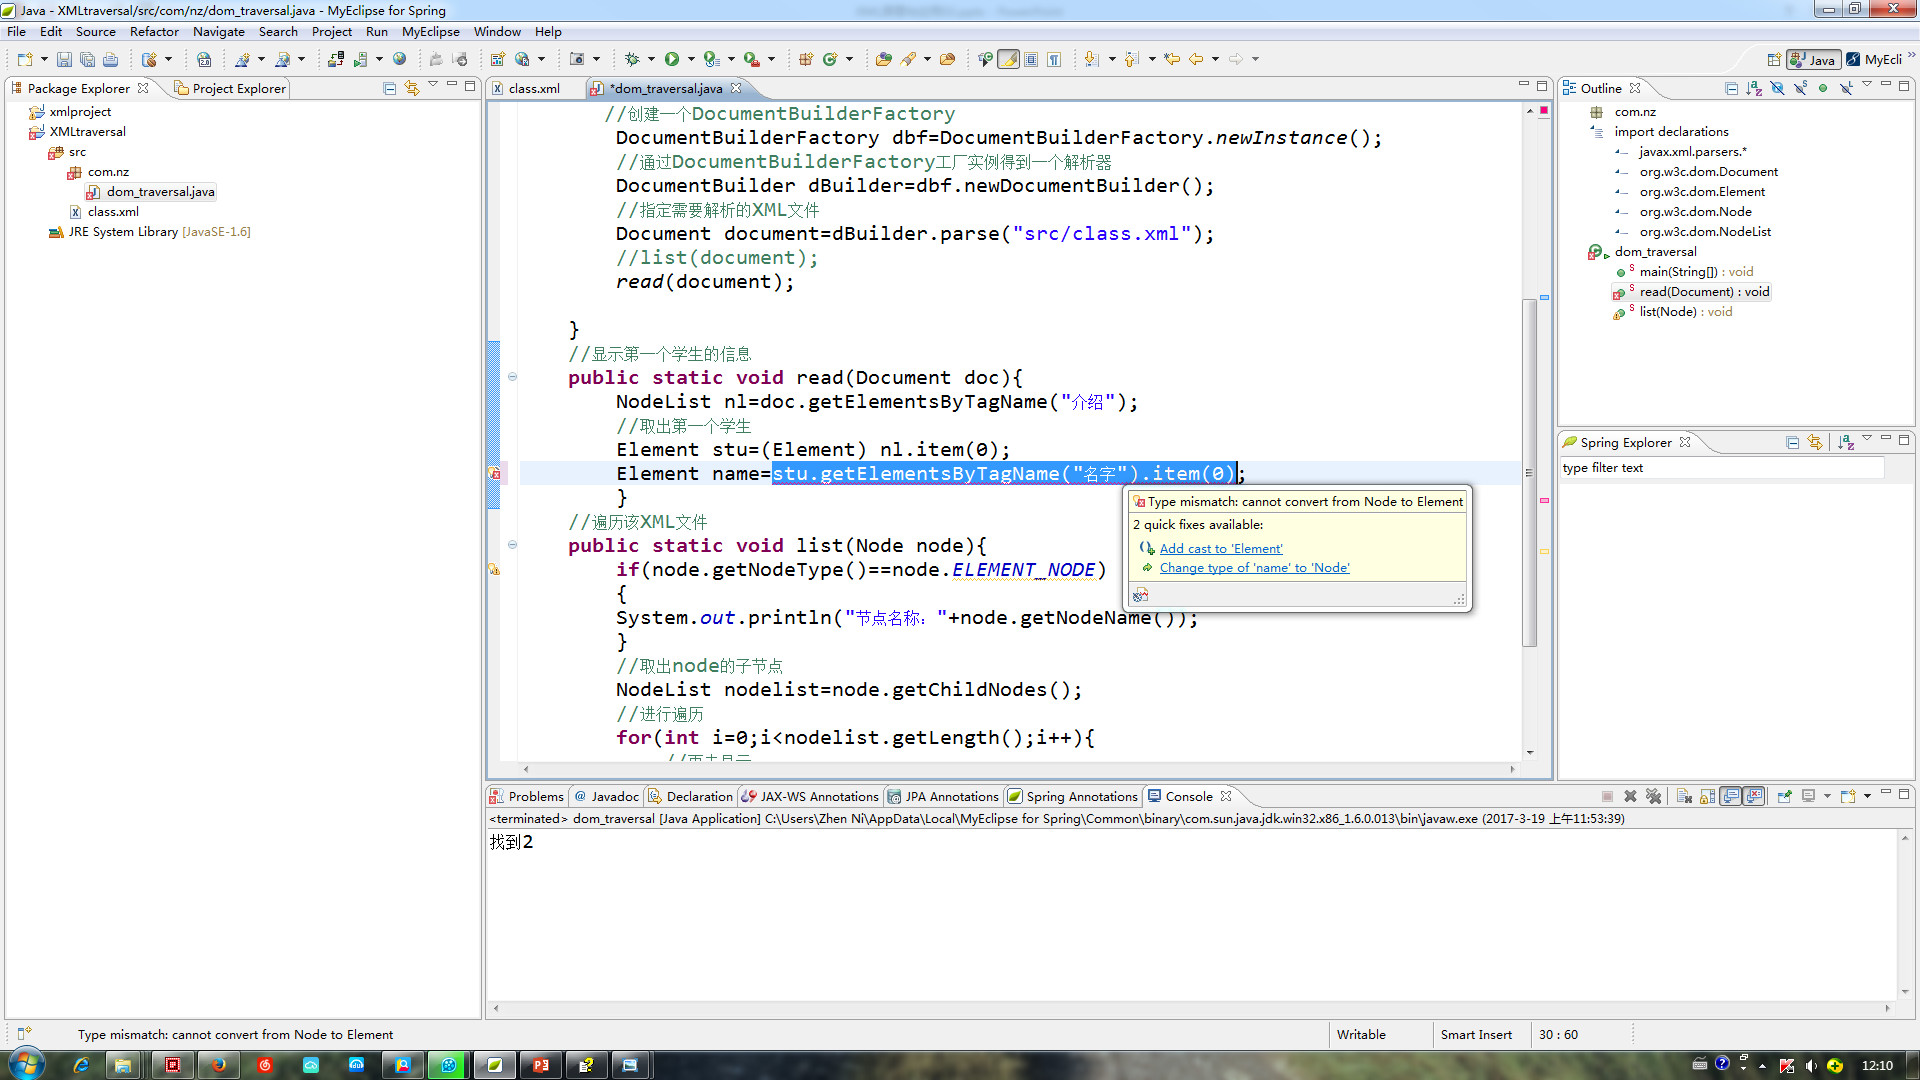 Java - XMLtraversal/src/com/nz/dom_traversal.java - MyEclipse for Spring
File Edit Source Refactor Navigate Search Project Run MyEclipse Window Help
Java MyEcli
Package Explorer Project Explorer
xmlproject
XMLtraversal
src
com.nz
dom_traversal.java
class.xml
JRE System Library [JavaSE-1.6]
class.xml *dom_traversal.java
//创建一个DocumentBuilderFactory
DocumentBuilderFactory dbf=DocumentBuilderFactory.newInstance();
//通过DocumentBuilderFactory工厂实例得到一个解析器
DocumentBuilder dBuilder=dbf.newDocumentBuilder();
//指定需要解析的XML文件
Document document=dBuilder.parse("src/class.xml");
//list(document);
read(document);
}
//显示第一个学生的信息
public static void read(Document doc){
NodeList nl=doc.getElementsByTagName("介绍");
//取出第一个学生
Element stu=(Element) nl.item(0);
Element name=stu.getElementsByTagName("名字").item(0);
}
//遍历该XML文件
public static void list(Node node){
if(node.getNodeType()==node.ELEMENT_NODE)
{
System.out.println("节点名称："+node.getNodeName());
}
//取出node的子节点
NodeList nodelist=node.getChildNodes();
//进行遍历
for(int i=0;i<nodelist.getLength();i++){
Type mismatch: cannot convert from Node to Element
2 quick fixes available:
Add cast to 'Element'
Change type of 'name' to 'Node'
Outline
com.nz
import declarations
javax.xml.parsers.*
org.w3c.dom.Document
org.w3c.dom.Element
org.w3c.dom.Node
org.w3c.dom.NodeList
dom_traversal
main(String[]) : void
read(Document) : void
list(Node) : void
Spring Explorer
type filter text
Problems Javadoc Declaration JAX-WS Annotations JPA Annotations Spring Annotations Console
<terminated> dom_traversal [Java Application] C:\Users\Zhen Ni\AppData\Local\MyEclipse for Spring\Common\binary\com.sun.java.jdk.win32.x86_1.6.0.013\bin\javaw.exe (2017-3-19 上午11:53:39)
找到2
Type mismatch: cannot convert from Node to Element
Writable Smart Insert 30 : 60
12:10